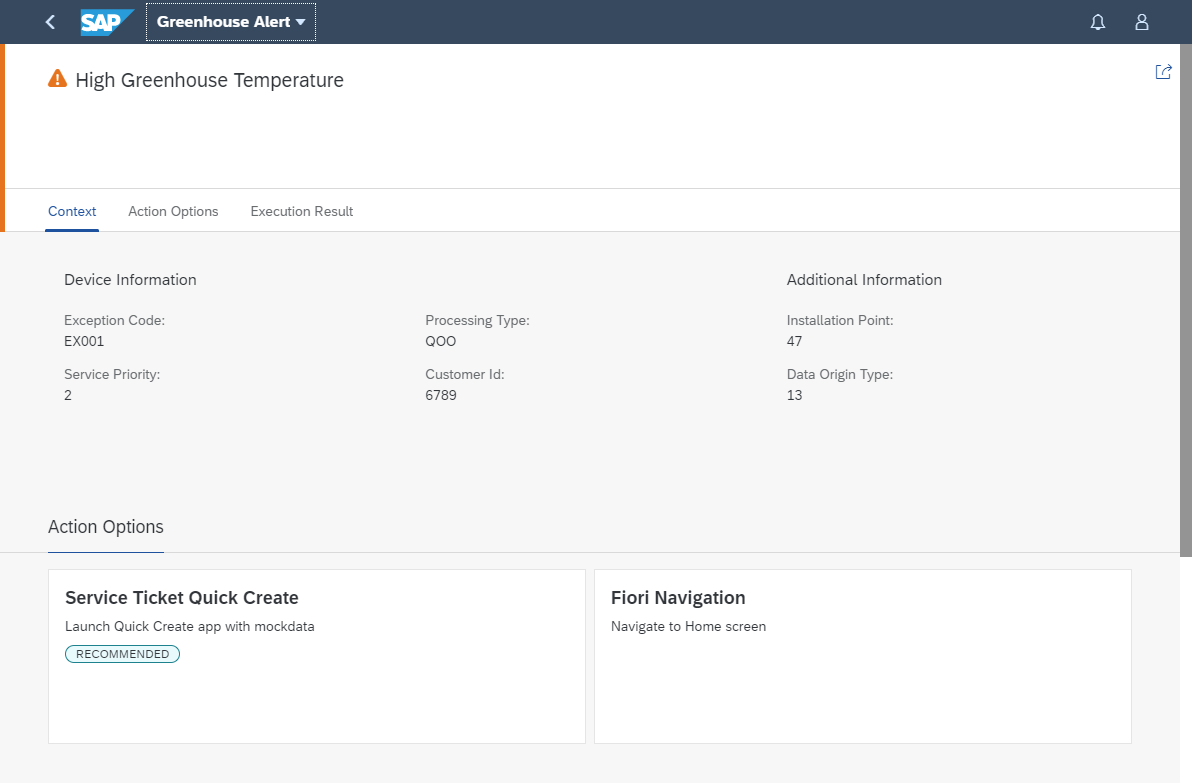 SAP Greenhouse Alert
High Greenhouse Temperature
Context Action Options Execution Result
Device Information
Exception Code:
EX001
Service Priority:
2
Processing Type:
QOO
Customer Id:
6789
Additional Information
Installation Point:
47
Data Origin Type:
13
Action Options
Service Ticket Quick Create
Launch Quick Create app with mockdata
RECOMMENDED
Fiori Navigation
Navigate to Home screen